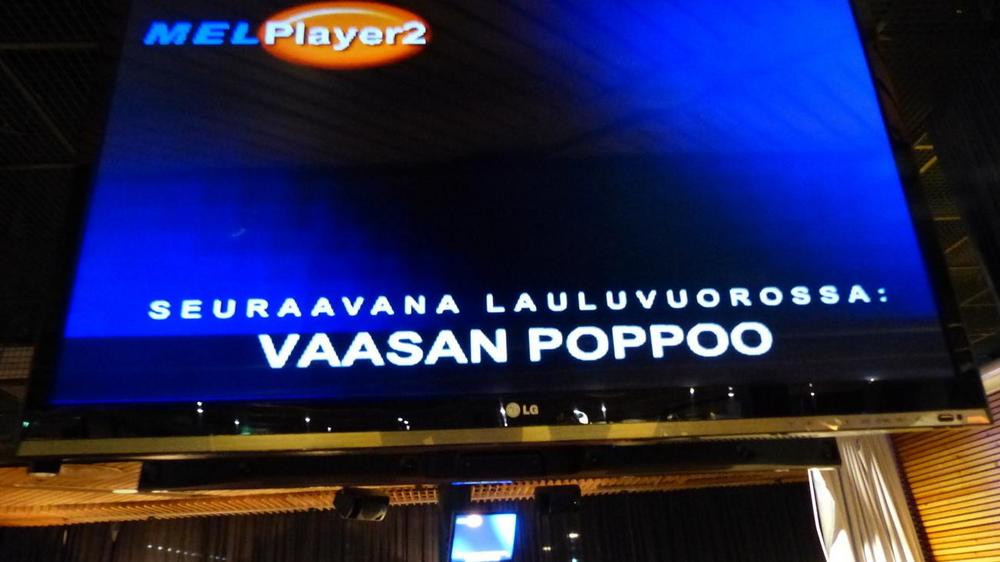 MELPlayer2
SEURAAVANA LAULUVUOROSSA:
VAASAN POPPOO
LG